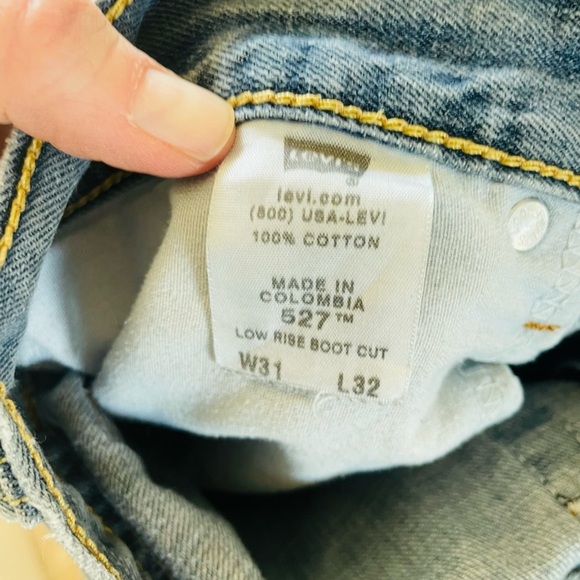 Levi's
levi.com
(800) USA-LEVI
100% COTTON
MADE IN
COLOMBIA
527™
LOW RISE BOOT CUT
W31 L32